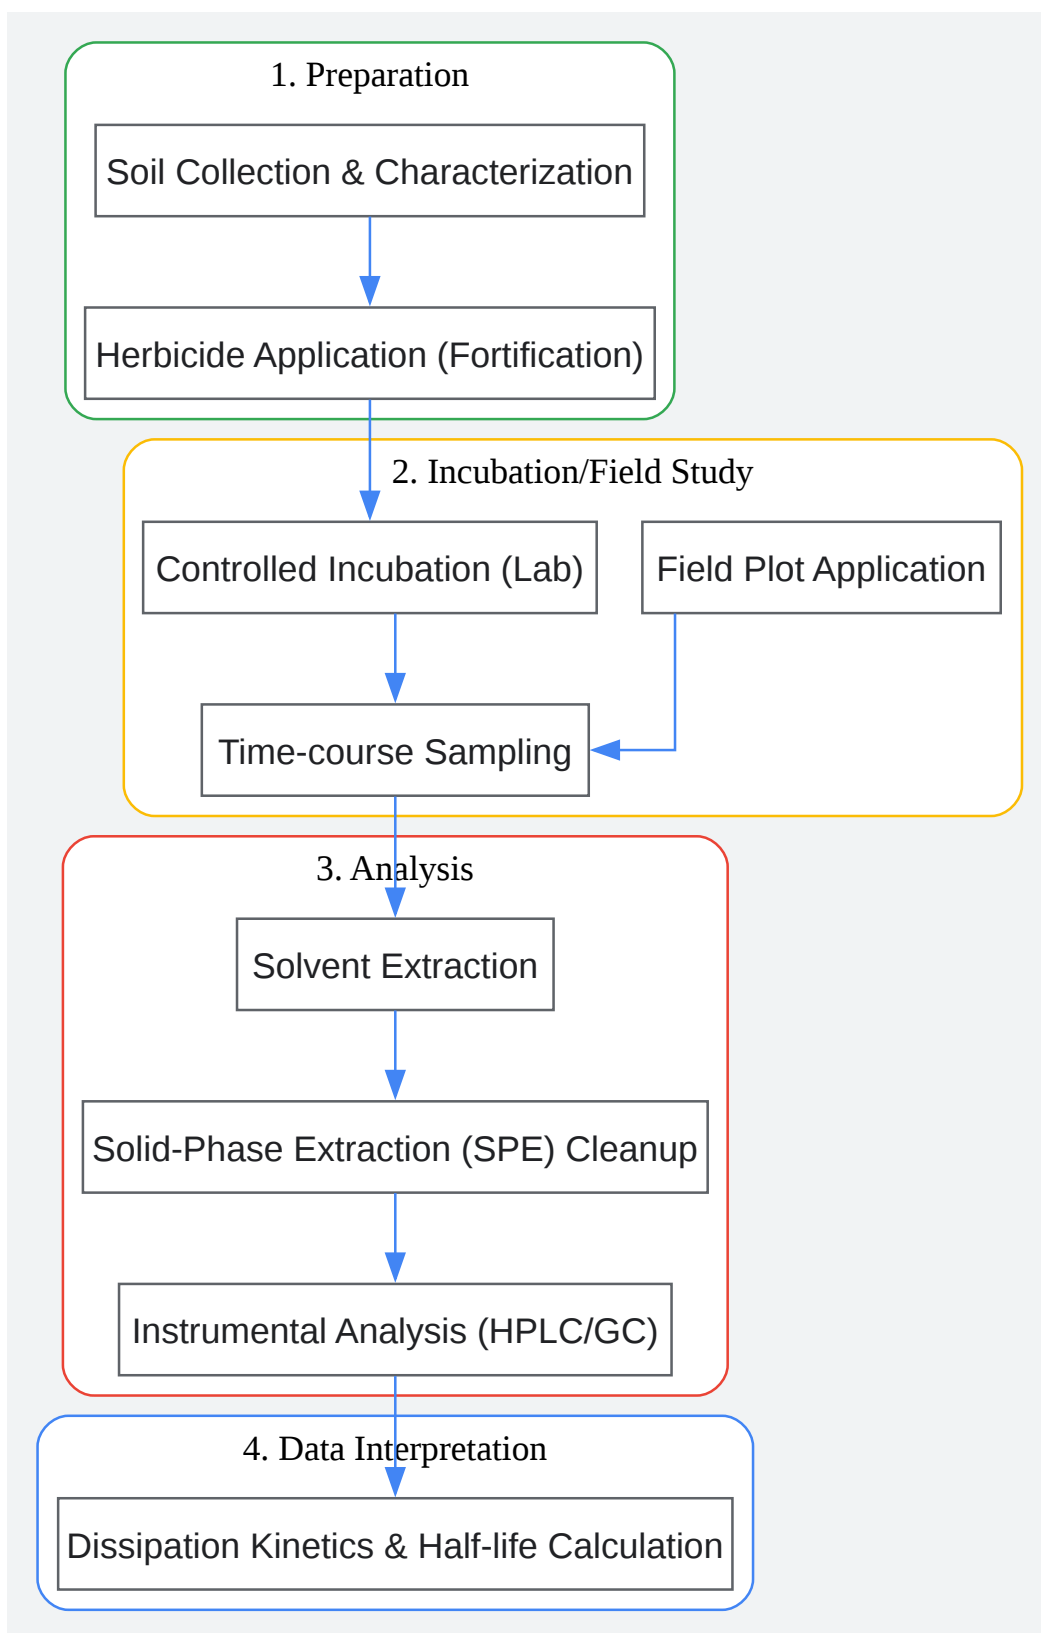 1. Preparation
Soil Collection & Characterization
Herbicide Application (Fortification)
2. Incubation/Field Study
Controlled Incubation (Lab)
Field Plot Application
Time-course Sampling
3. Analysis
Solvent Extraction
Solid-Phase Extraction (SPE) Cleanup
Instrumental Analysis (HPLC/GC)
4. Data Interpretation
Dissipation Kinetics & Half-life Calculation